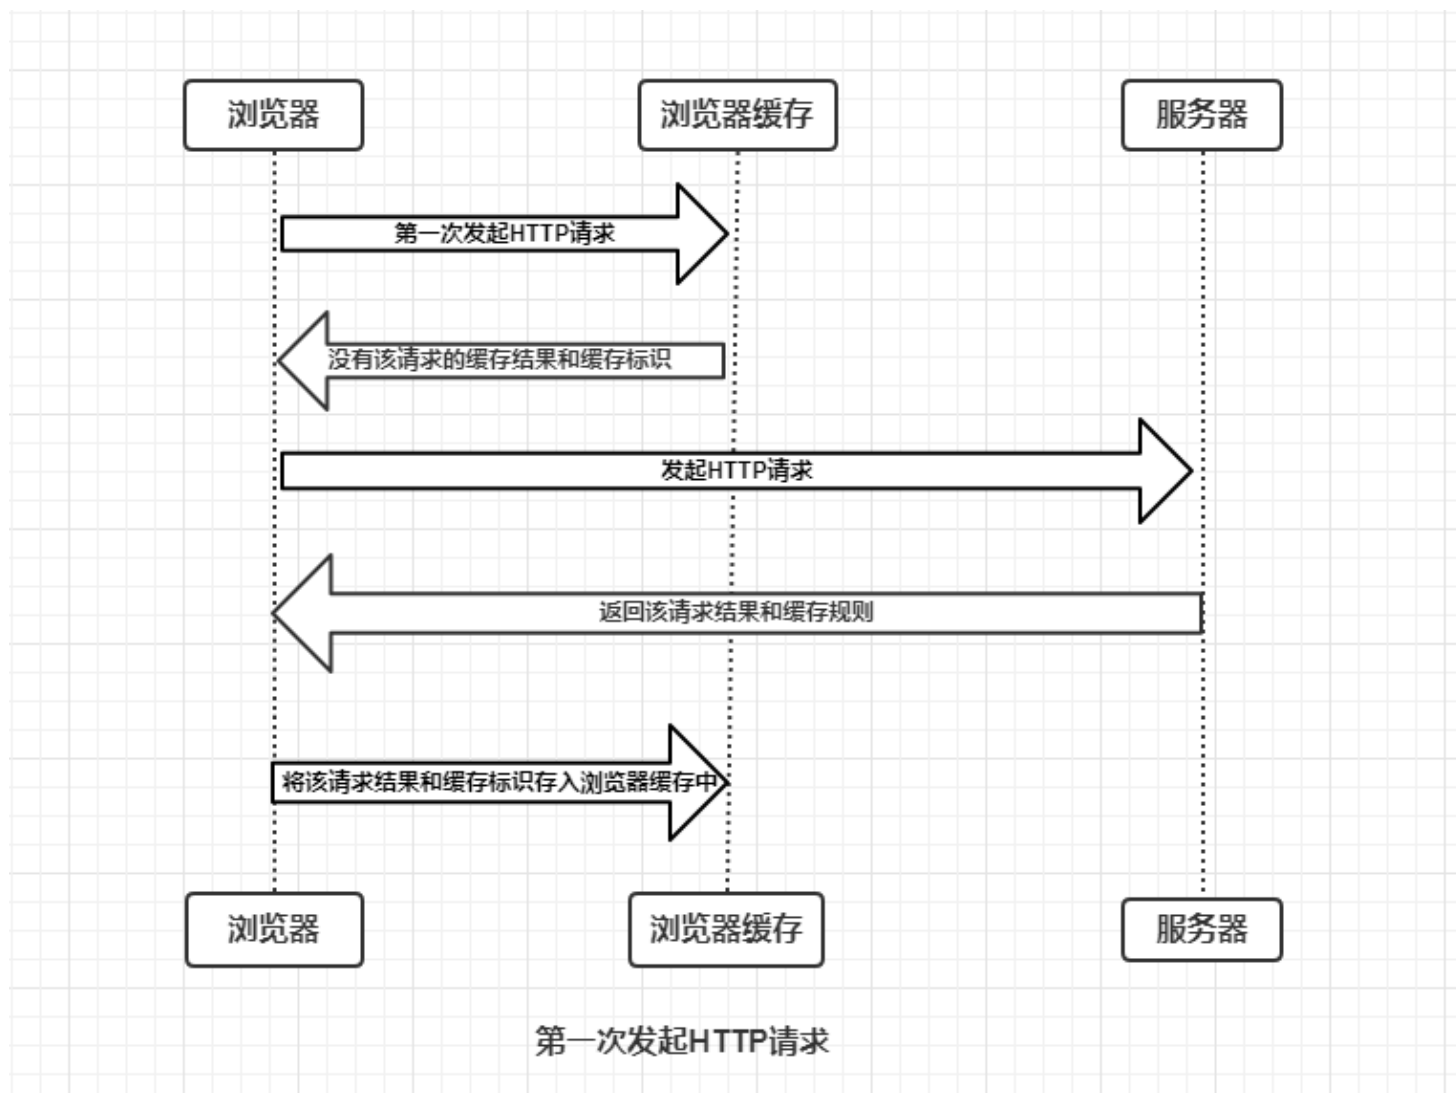 浏览器
浏览器缓存
服务器
第一次发起HTTP请求
没有该请求的缓存结果和缓存标识
发起HTTP请求
返回该请求结果和缓存规则
将该请求结果和缓存标识存入浏览器缓存中
浏览器
浏览器缓存
服务器
第一次发起HTTP请求